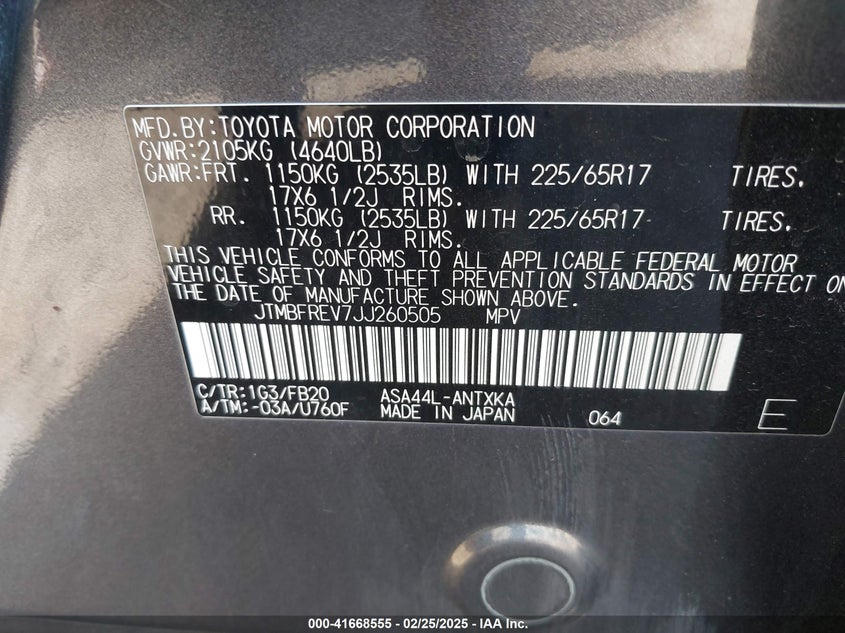 MFD.BY:TOYOTA MOTOR CORPORATION
GVWR:2105KG (4640LB)
GAWR:FRT. 1150KG (2535LB) WITH 225/65R17 TIRES.
17X6 1/2J RIMS.
RR. 1150KG (2535LB) WITH 225/65R17 TIRES.
17X6 1/2J RIMS.
THIS VEHICLE CONFORMS TO ALL APPLICABLE FEDERAL MOTOR
VEHICLE SAFETY AND THEFT PREVENTION STANDARDS IN EFFECT ON
THE DATE OF MANUFACTURE SHOWN ABOVE.
JTMBFREV7JJ260505 MPV
C/TR:1G3/FB20 ASA44L-ANTXKA
A/TM:-03A/U760F MADE IN JAPAN 064 E
000-41668555 - 02/25/2025 - IAA Inc.